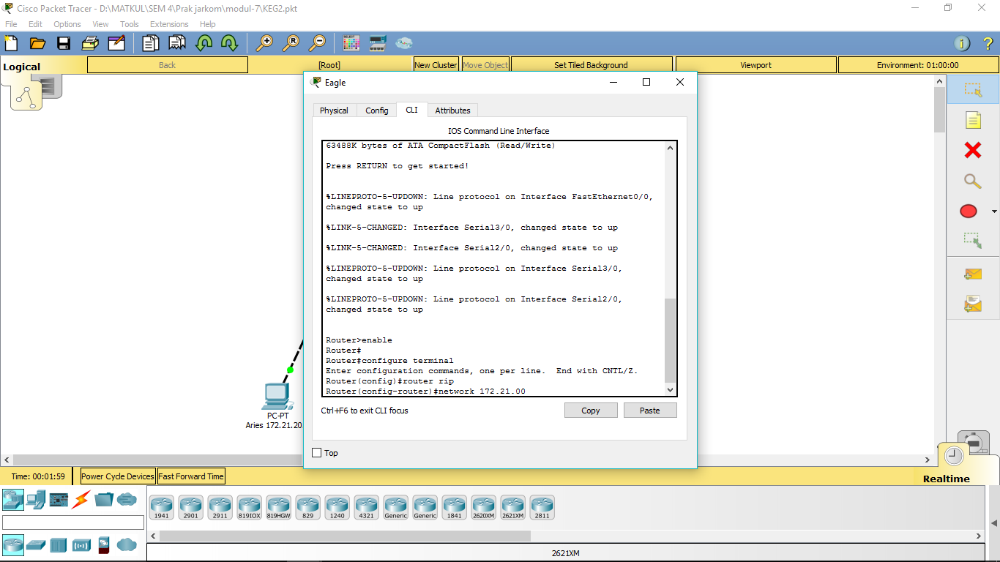 Cisco Packet Tracer - D:\MATKUL\SEM 4\Prak jarkom\modul-7\KEG2.pkt
File Edit Options View Tools Extensions Help
Logical
Back
[Root]
New Cluster
Move Object
Set Tiled Background
Viewport
Environment: 01:00:00
Eagle
Physical
Config
CLI
Attributes
IOS Command Line Interface
63488K bytes of ATA CompactFlash (Read/Write)
Press RETURN to get started!
%LINEPROTO-5-UPDOWN: Line protocol on Interface FastEthernet0/0,
changed state to up
%LINK-5-CHANGED: Interface Serial3/0, changed state to up
%LINK-5-CHANGED: Interface Serial2/0, changed state to up
%LINEPROTO-5-UPDOWN: Line protocol on Interface Serial3/0,
changed state to up
%LINEPROTO-5-UPDOWN: Line protocol on Interface Serial2/0,
changed state to up
Router>enable
Router#
Router#configure terminal
Enter configuration commands, one per line.  End with CNTL/Z.
Router(config)#router rip
Router(config-router)#network 172.21.00
Ctrl+F6 to exit CLI focus
Copy
Paste
Top
PC-PT
Aries 172.21.20
Time: 00:01:59
Power Cycle Devices
Fast Forward Time
Realtime
1941
2901
2911
819IOX
819HGW
829
1240
4321
Generic
Generic
1841
2620XM
2621XM
2811
2621XM